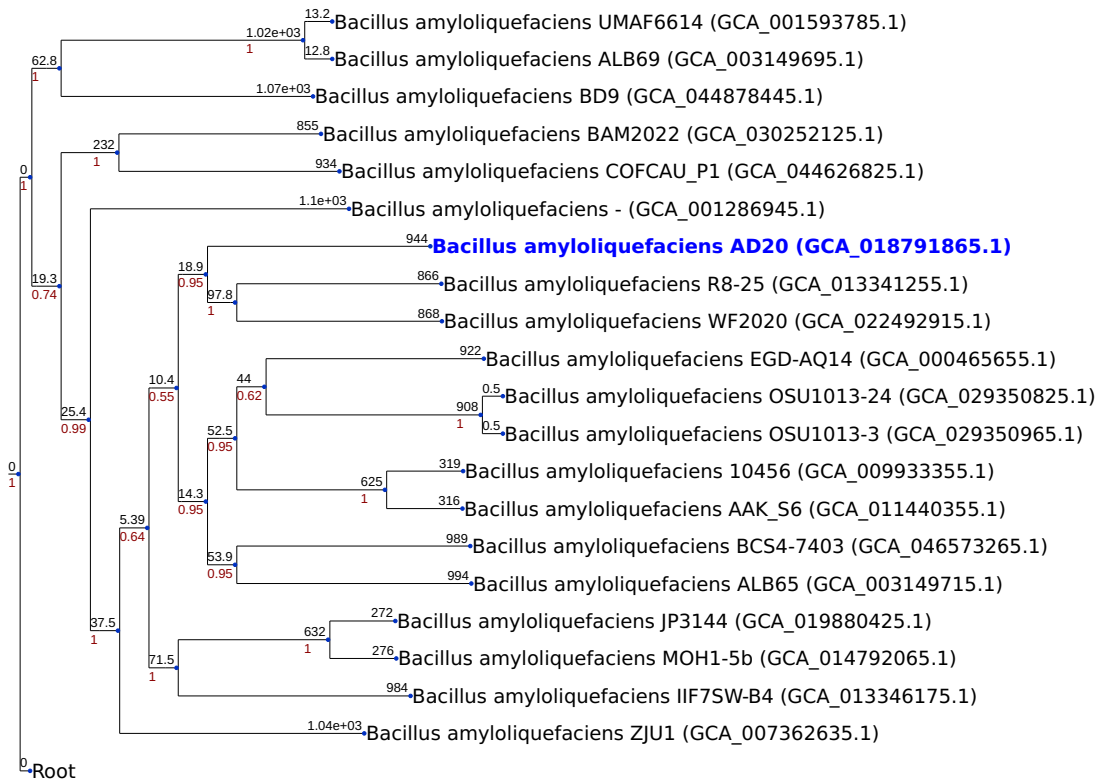 13.2
Bacillus amyloliquefaciens UMAF6614 (GCA_001593785.1)
1.02e+03
1
12.8
Bacillus amyloliquefaciens ALB69 (GCA_003149695.1)
62.8
1
1.07e+03
Bacillus amyloliquefaciens BD9 (GCA_044878445.1)
855
Bacillus amyloliquefaciens BAM2022 (GCA_030252125.1)
232
1
934
Bacillus amyloliquefaciens COFCAU_P1 (GCA_044626825.1)
0
1
1.1e+03
Bacillus amyloliquefaciens - (GCA_001286945.1)
944
Bacillus amyloliquefaciens AD20 (GCA_018791865.1)
18.9
0.95
866
Bacillus amyloliquefaciens R8-25 (GCA_013341255.1)
19.3
0.74
97.8
1
868
Bacillus amyloliquefaciens WF2020 (GCA_022492915.1)
922
Bacillus amyloliquefaciens EGD-AQ14 (GCA_000465655.1)
10.4
0.55
44
0.62
0.5
Bacillus amyloliquefaciens OSU1013-24 (GCA_029350825.1)
25.4
0.99
908
1
0.5
Bacillus amyloliquefaciens OSU1013-3 (GCA_029350965.1)
52.5
0.95
319
Bacillus amyloliquefaciens 10456 (GCA_009933355.1)
0
1
625
1
14.3
0.95
316
Bacillus amyloliquefaciens AAK_S6 (GCA_011440355.1)
5.39
0.64
989
Bacillus amyloliquefaciens BCS4-7403 (GCA_046573265.1)
53.9
0.95
994
Bacillus amyloliquefaciens ALB65 (GCA_003149715.1)
272
Bacillus amyloliquefaciens JP3144 (GCA_019880425.1)
37.5
1
632
1
276
Bacillus amyloliquefaciens MOH1-5b (GCA_014792065.1)
71.5
1
984
Bacillus amyloliquefaciens IIF7SW-B4 (GCA_013346175.1)
1.04e+03
Bacillus amyloliquefaciens ZJU1 (GCA_007362635.1)
0
Root